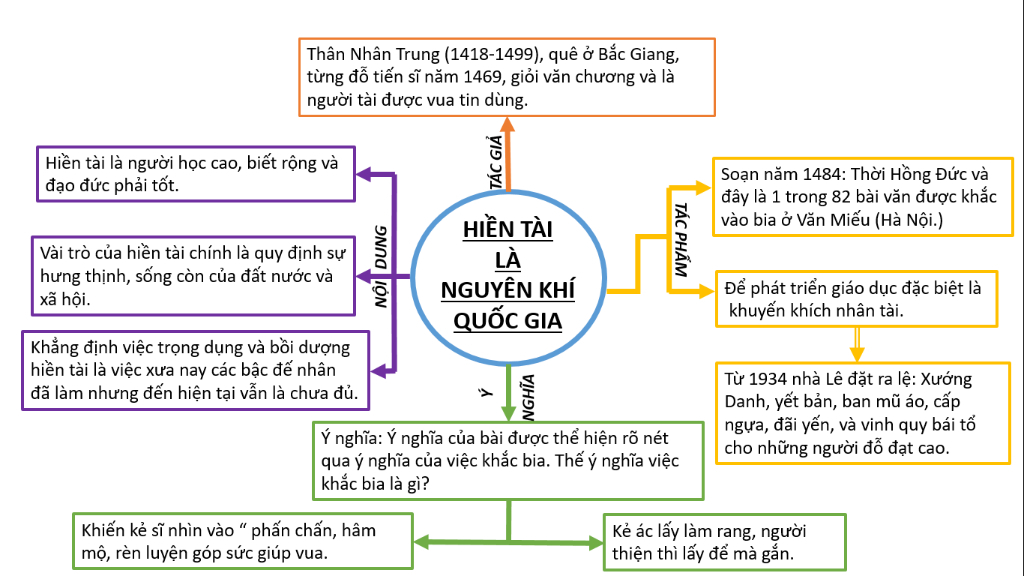 Thân Nhân Trung (1418-1499), quê ở Bắc Giang,
từng đỗ tiến sĩ năm 1469, giỏi văn chương và là
người tài được vua tin dùng.
TÁC GIẢ
HIỀN TÀI
LÀ
NGUYÊN KHÍ
QUỐC GIA
NỘI DUNG
Hiền tài là người học cao, biết rộng và
đạo đức phải tốt.
Vài trò của hiền tài chính là quy định sự
hưng thịnh, sống còn của đất nước và
xã hội.
Khẳng định việc trọng dụng và bồi dượng
hiền tài là việc xưa nay các bậc đế nhân
đã làm nhưng đến hiện tại vẫn là chưa đủ.
TÁC PHẨM
Soạn năm 1484: Thời Hồng Đức và
đây là 1 trong 82 bài văn được khắc
vào bia ở Văn Miếu (Hà Nội.)
Để phát triển giáo dục đặc biệt là
khuyến khích nhân tài.
Từ 1934 nhà Lê đặt ra lệ: Xướng
Danh, yết bản, ban mũ áo, cấp
ngựa, đãi yến, và vinh quy bái tổ
cho những người đỗ đạt cao.
Ý NGHĨA
Ý nghĩa: Ý nghĩa của bài được thể hiện rõ nét
qua ý nghĩa của việc khắc bia. Thế ý nghĩa việc
khắc bia là gì?
Khiến kẻ sĩ nhìn vào “ phấn chấn, hâm
mộ, rèn luyện góp sức giúp vua.
Kẻ ác lấy làm rang, người
thiện thì lấy để mà gắn.